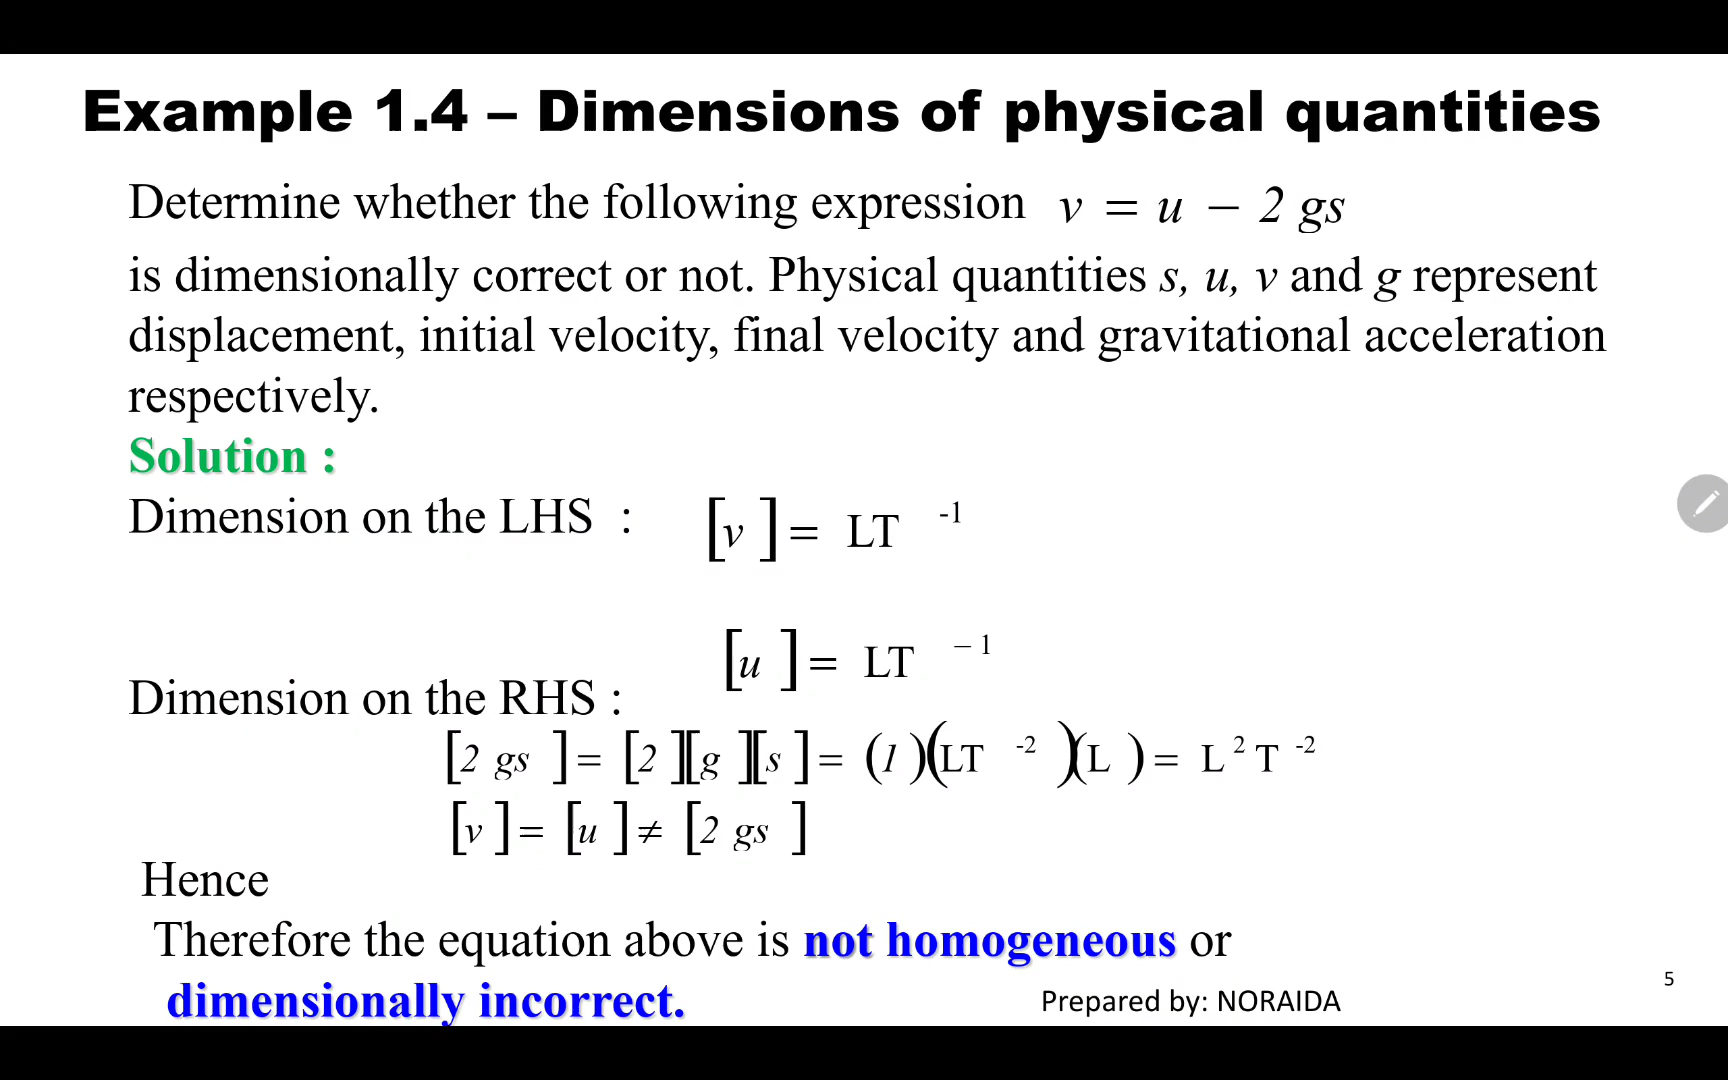 Example 1.4 – Dimensions of physical quantities
Determine whether the following expression v = u − 2 gs
is dimensionally correct or not. Physical quantities s, u, v and g represent
displacement, initial velocity, final velocity and gravitational acceleration
respectively.
Solution :
Dimension on the LHS : [v] = LT⁻¹
[u] = LT⁻¹
Dimension on the RHS :
[2 gs] = [2][g][s] = (1)(LT⁻²)(L) = L²T⁻²
[v] = [u] ≠ [2 gs]
Hence
Therefore the equation above is not homogeneous or
dimensionally incorrect.
Prepared by: NORAIDA
5